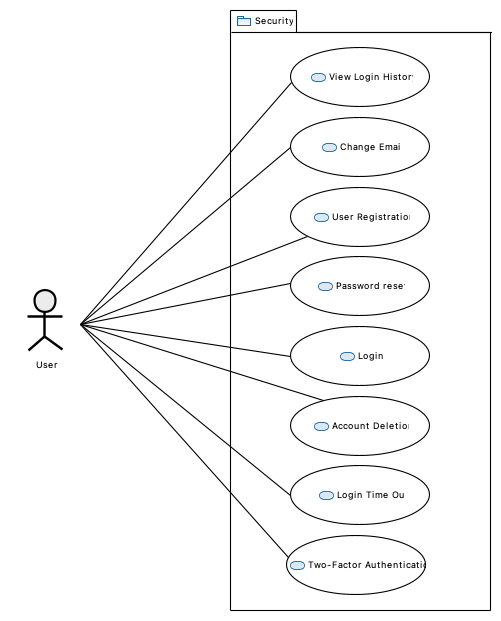 Security
View Login Histor
Change Emai
User Registratio
Password rese
Login
User
Account Deletio
Login Time Ou
Two-Factor Authenticati